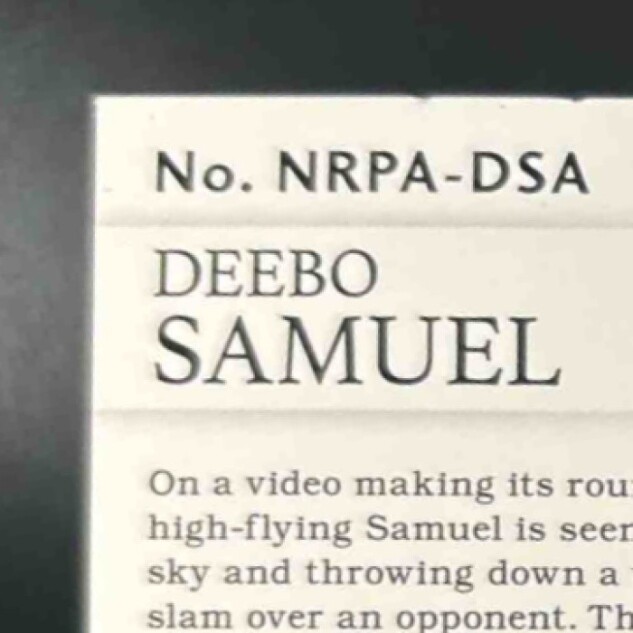 No. NRPA-DSA
DEEBO
SAMUEL
On a video making its rou
high-flying Samuel is seen
sky and throwing down a
slam over an opponent. Th